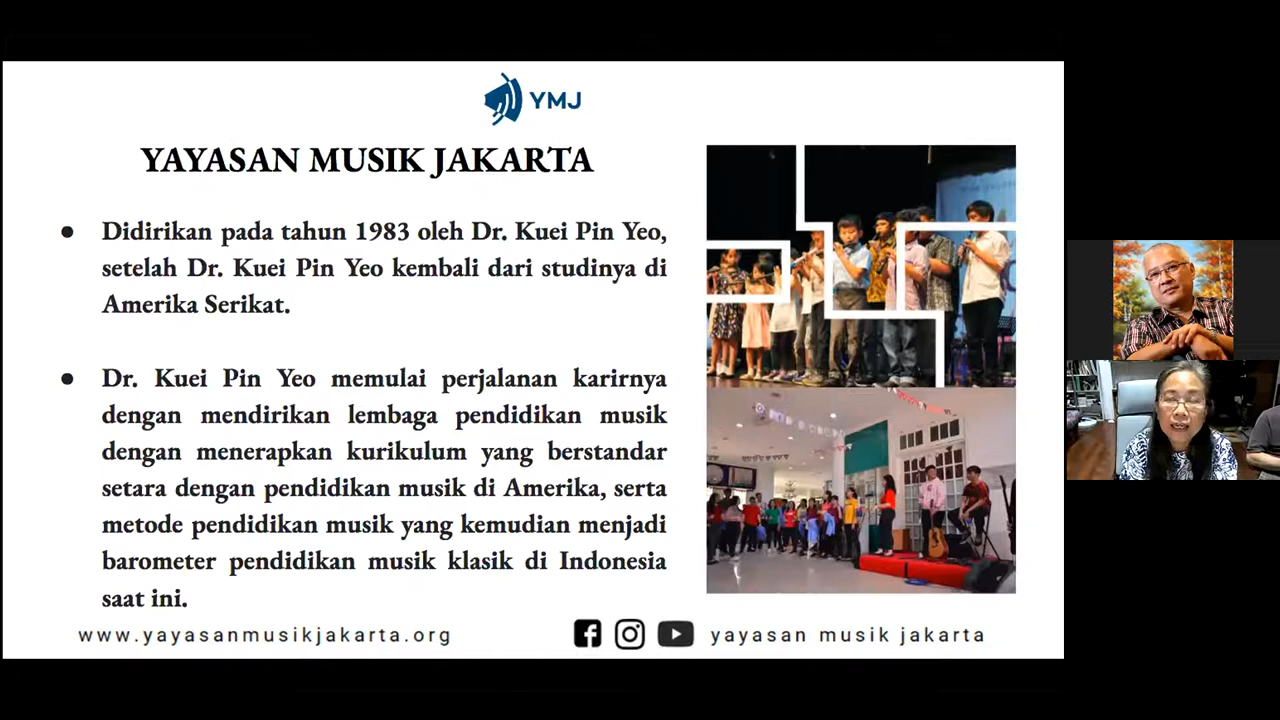 YMJ
YAYASAN MUSIK JAKARTA
● Didirikan pada tahun 1983 oleh Dr. Kuei Pin Yeo,
setelah Dr. Kuei Pin Yeo kembali dari studinya di
Amerika Serikat.
● Dr. Kuei Pin Yeo memulai perjalanan karirnya
dengan mendirikan lembaga pendidikan musik
dengan menerapkan kurikulum yang berstandar
setara dengan pendidikan musik di Amerika, serta
metode pendidikan musik yang kemudian menjadi
barometer pendidikan musik klasik di Indonesia
saat ini.
www.yayasanmusikjakarta.org
yayasan musik jakarta